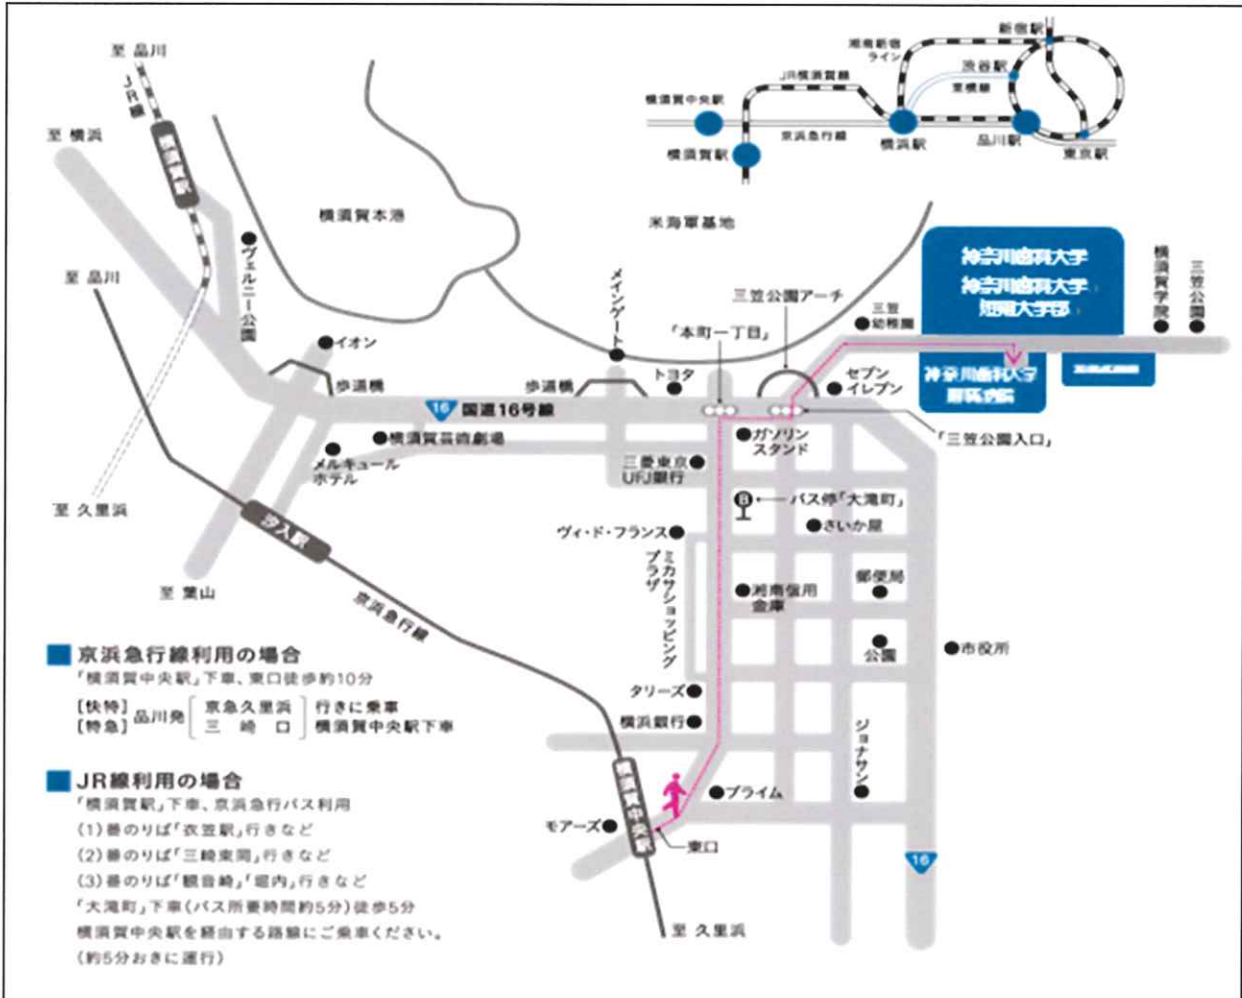 新宿駅
湘南新宿
ライン
渋谷駅
東横線
JR横須賀線
横須賀中央駅
京浜急行線
横浜駅
品川駅
東京駅
横須賀駅
至 品川
JR線
至 横浜
横須賀駅
横須賀本港
米海軍基地
ヴェルニー公園
至 品川
メインゲート
三笠公園アーチ
「本町一丁目」
三笠
幼稚園
神奈川歯科大学
神奈川歯科大学
短期大学部
横須賀学院
三笠公園
イオン
歩道橋
歩道橋
トヨタ
セブン
イレブン
神奈川歯科大学
附属病院
16
国道16号線
「三笠公園入口」
横須賀芸術劇場
メルキュール
ホテル
ガソリン
スタンド
三菱東京
UFJ銀行
至 久里浜
汐入駅
B
バス停「大滝町」
さいか屋
ヴィ・ド・フランス
ミカサショッピング
プラザ
至 葉山
京浜急行線
湘南信用
金庫
郵便局
公園
市役所
タリーズ
横浜銀行
ジョナサン
プライム
モアーズ
横須賀中央駅
東口
16
至 久里浜
京浜急行線利用の場合
「横須賀中央駅」下車、東口徒歩約10分
[快特] 品川発 京急久里浜 行きに乗車
[特急] 三崎口 横須賀中央駅下車
JR線利用の場合
「横須賀駅」下車、京浜急行バス利用
(1)番のりば「衣笠駅」行きなど
(2)番のりば「三崎東岡」行きなど
(3)番のりば「観音崎」「堀内」行きなど
「大滝町」下車(バス所要時間約5分)徒歩5分
横須賀中央駅を経由する路線にご乗車ください。
(約5分おきに運行)